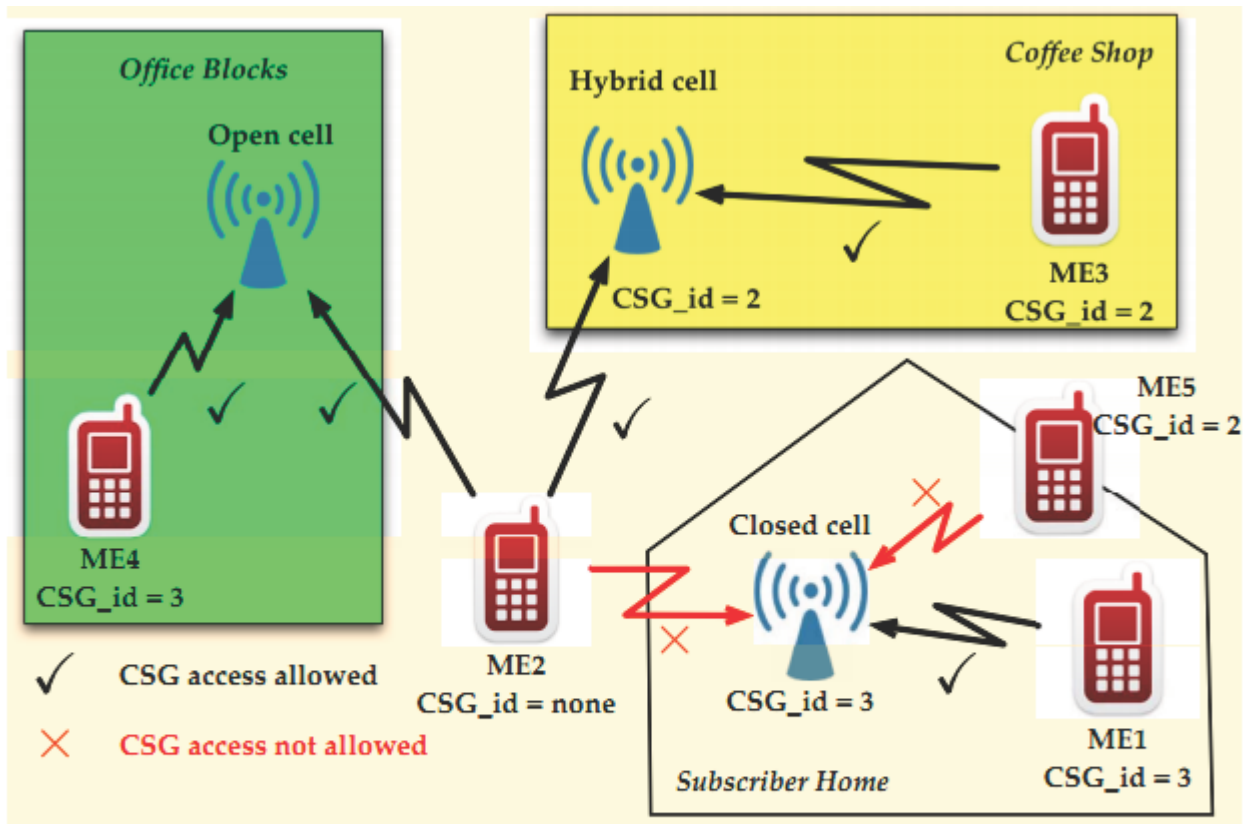 Office Blocks
Open cell
ME4
CSG_id = 3
Hybrid cell
CSG_id = 2
Coffee Shop
ME3
CSG_id = 2
ME5
CSG_id = 2
ME2
CSG_id = none
Closed cell
CSG_id = 3
ME1
CSG_id = 3
Subscriber Home
CSG access allowed
CSG access not allowed